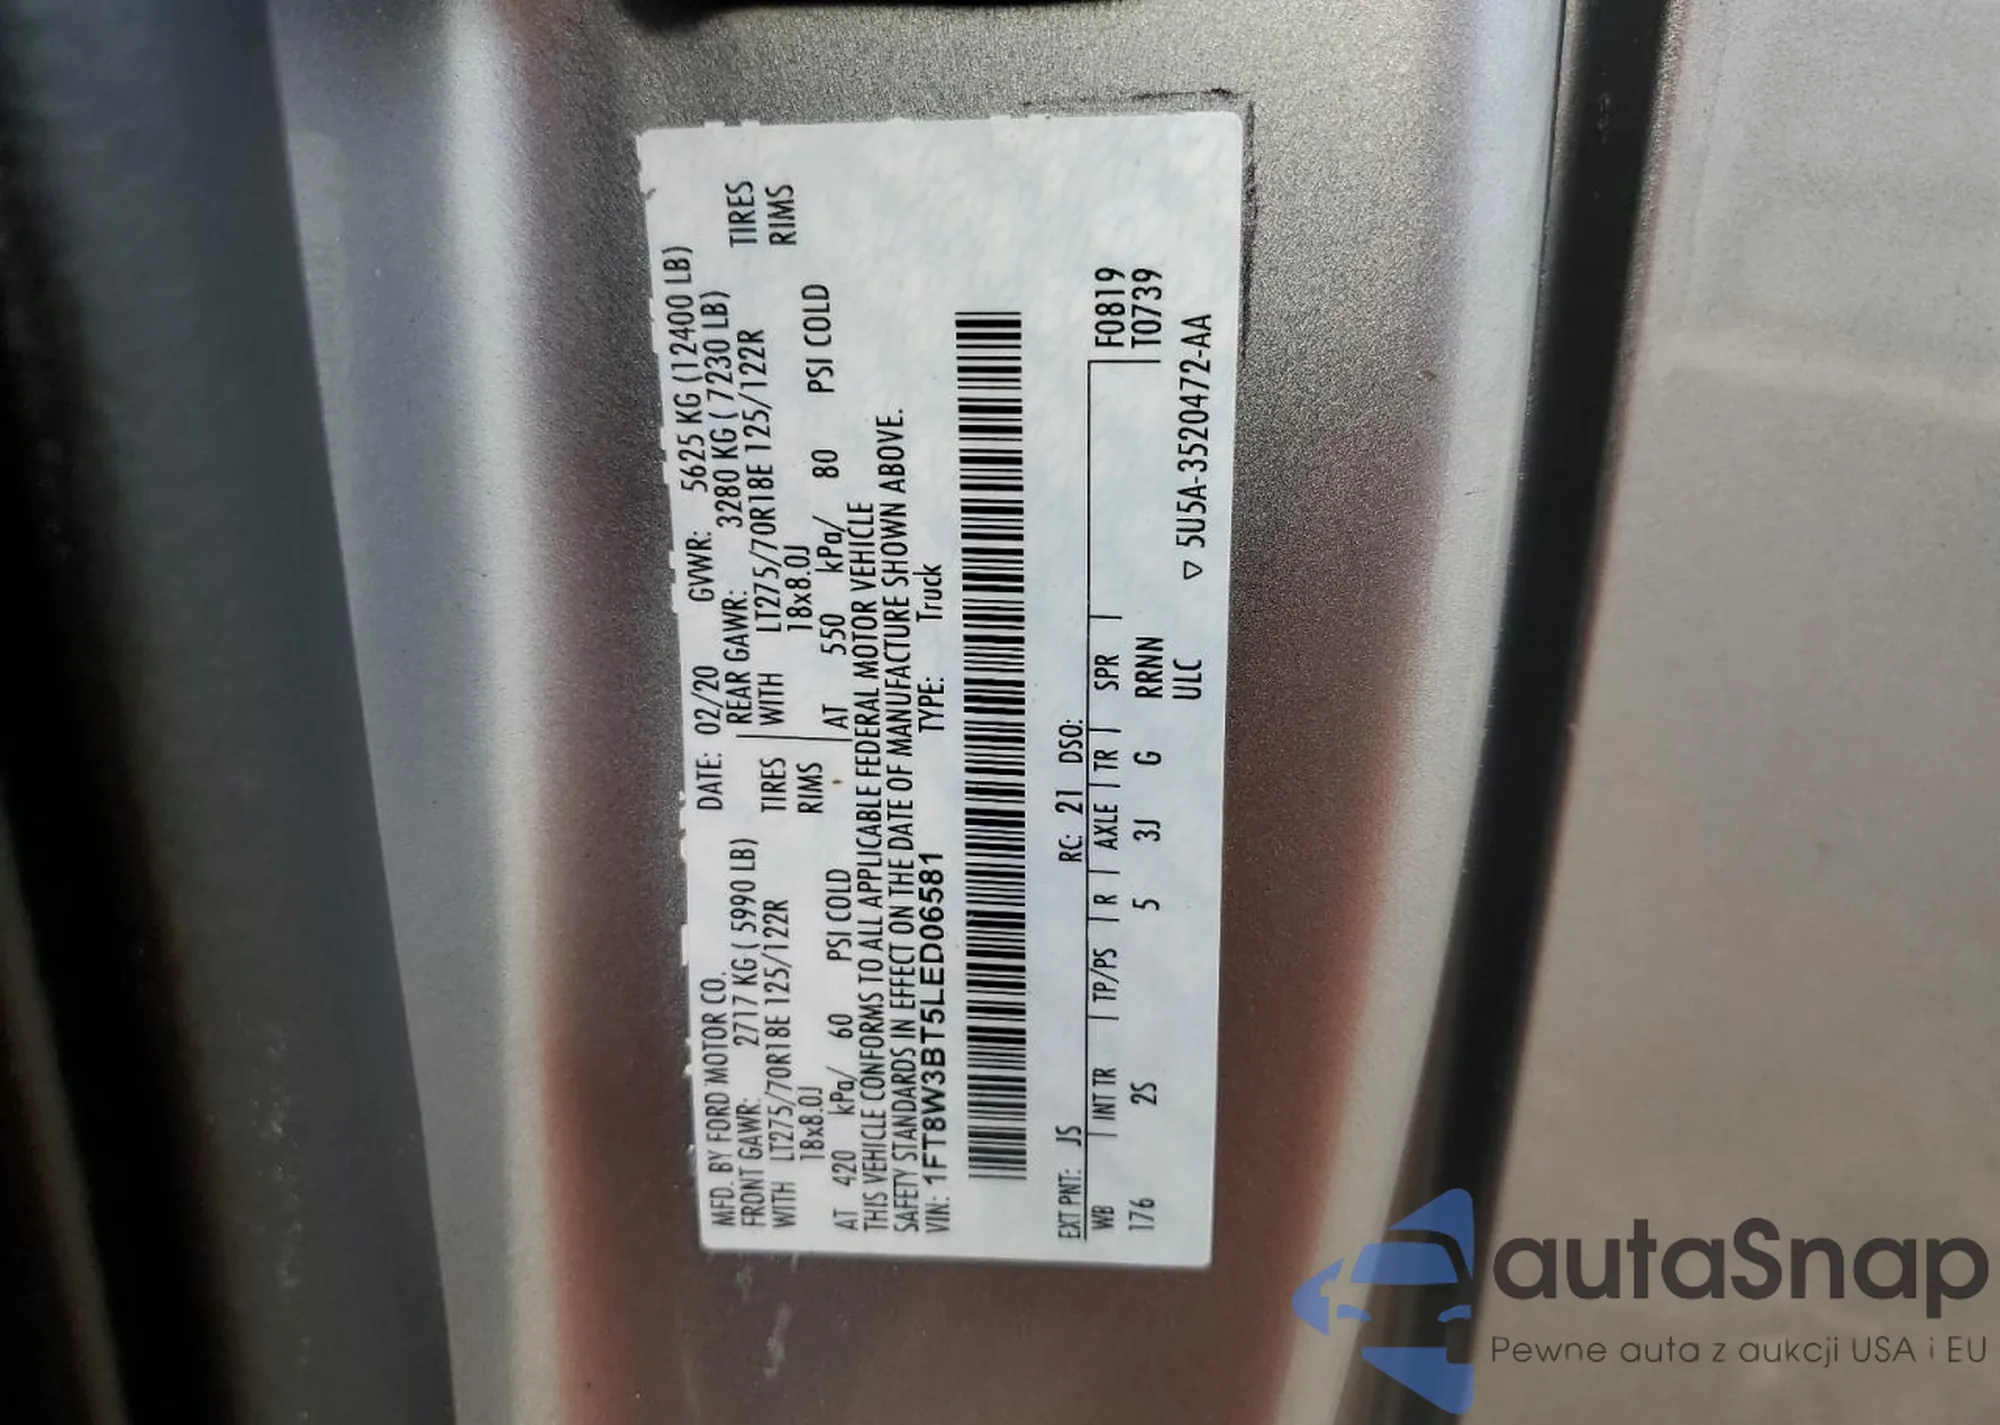 MFD. BY FORD MOTOR CO. DATE: 02/20 GVWR: 5625 KG (12400 LB)
FRONT GAWR: 2717 KG ( 5990 LB) REAR GAWR: 3280 KG ( 7230 LB)
WITH LT275/70R18E 125/122R TIRES WITH LT275/70R18E 125/122R TIRES
18x8.0J RIMS 18x8.0J RIMS
AT 420 kPa/ 60 PSI COLD AT 550 kPa/ 80 PSI COLD
THIS VEHICLE CONFORMS TO ALL APPLICABLE FEDERAL MOTOR VEHICLE
SAFETY STANDARDS IN EFFECT ON THE DATE OF MANUFACTURE SHOWN ABOVE.
VIN: 1FT8W3BT5LED06581 TYPE: Truck
EXT PNT: JS RC: 21 DSO:
WB INT TR TP/PS R AXLE TR SPR F0819
176 2S 5 3J G RRNN T0739
ULC ▽ 5U5A-3520472-AA
autaSnap
Pewne auta z aukcji USA i EU